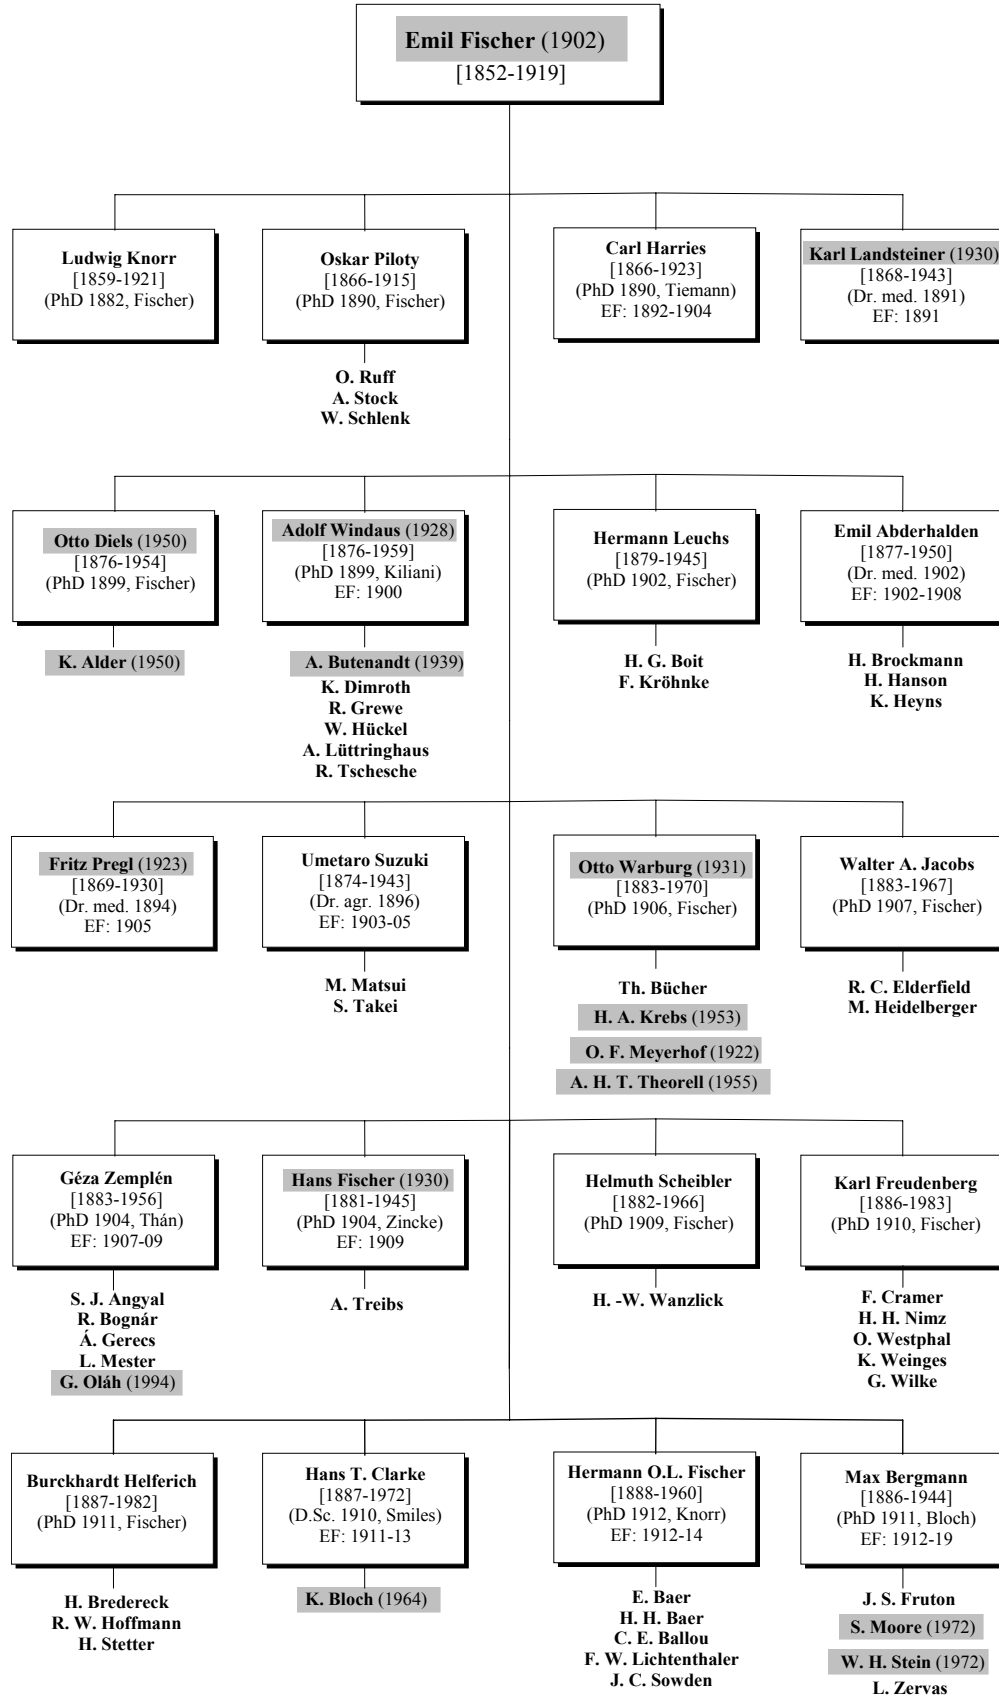 Emil Fischer (1902)
[1852-1919]
Ludwig Knorr
[1859-1921]
(PhD 1882, Fischer)
Oskar Piloty
[1866-1915]
(PhD 1890, Fischer)
O. Ruff
A. Stock
W. Schlenk
Carl Harries
[1866-1923]
(PhD 1890, Tiemann)
EF: 1892-1904
Karl Landsteiner (1930)
[1868-1943]
(Dr. med. 1891)
EF: 1891
Otto Diels (1950)
[1876-1954]
(PhD 1899, Fischer)
K. Alder (1950)
Adolf Windaus (1928)
[1876-1959]
(PhD 1899, Kiliani)
EF: 1900
A. Butenandt (1939)
K. Dimroth
R. Grewe
W. Hückel
A. Lüttringhaus
R. Tschesche
Hermann Leuchs
[1879-1945]
(PhD 1902, Fischer)
H. G. Boit
F. Kröhnke
Emil Abderhalden
[1877-1950]
(Dr. med. 1902)
EF: 1902-1908
H. Brockmann
H. Hanson
K. Heyns
Fritz Pregl (1923)
[1869-1930]
(Dr. med. 1894)
EF: 1905
Umetaro Suzuki
[1874-1943]
(Dr. agr. 1896)
EF: 1903-05
M. Matsui
S. Takei
Otto Warburg (1931)
[1883-1970]
(PhD 1906, Fischer)
Th. Bücher
H. A. Krebs (1953)
O. F. Meyerhof (1922)
A. H. T. Theorell (1955)
Walter A. Jacobs
[1883-1967]
(PhD 1907, Fischer)
R. C. Elderfield
M. Heidelberger
Géza Zemplén
[1883-1956]
(PhD 1904, Thán)
EF: 1907-09
S. J. Angyal
R. Bognár
Á. Gerecs
L. Mester
G. Oláh (1994)
Hans Fischer (1930)
[1881-1945]
(PhD 1904, Zincke)
EF: 1909
A. Treibs
Helmuth Scheibler
[1882-1966]
(PhD 1909, Fischer)
H. -W. Wanzlick
Karl Freudenberg
[1886-1983]
(PhD 1910, Fischer)
F. Cramer
H. H. Nimz
O. Westphal
K. Weinges
G. Wilke
Burckhardt Helferich
[1887-1982]
(PhD 1911, Fischer)
H. Bredereck
R. W. Hoffmann
H. Stetter
Hans T. Clarke
[1887-1972]
(D.Sc. 1910, Smiles)
EF: 1911-13
K. Bloch (1964)
Hermann O.L. Fischer
[1888-1960]
(PhD 1912, Knorr)
EF: 1912-14
E. Baer
H. H. Baer
C. E. Ballou
F. W. Lichtenthaler
J. C. Sowden
Max Bergmann
[1886-1944]
(PhD 1911, Bloch)
EF: 1912-19
J. S. Fruton
S. Moore (1972)
W. H. Stein (1972)
L. Zervas